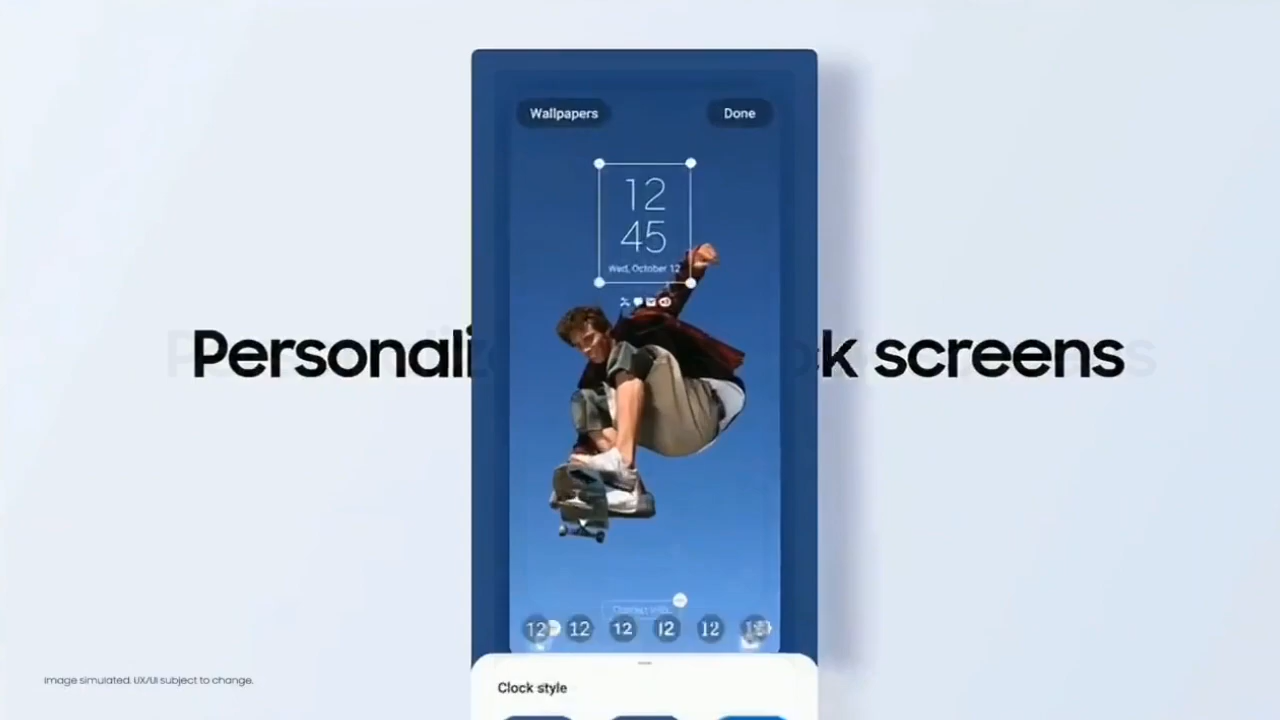 Wallpapers
Done
12
45
Wed, October 12
Personali
ck screens
12 12 12 12 12
Image simulated. UX/UI subject to change.
Clock style